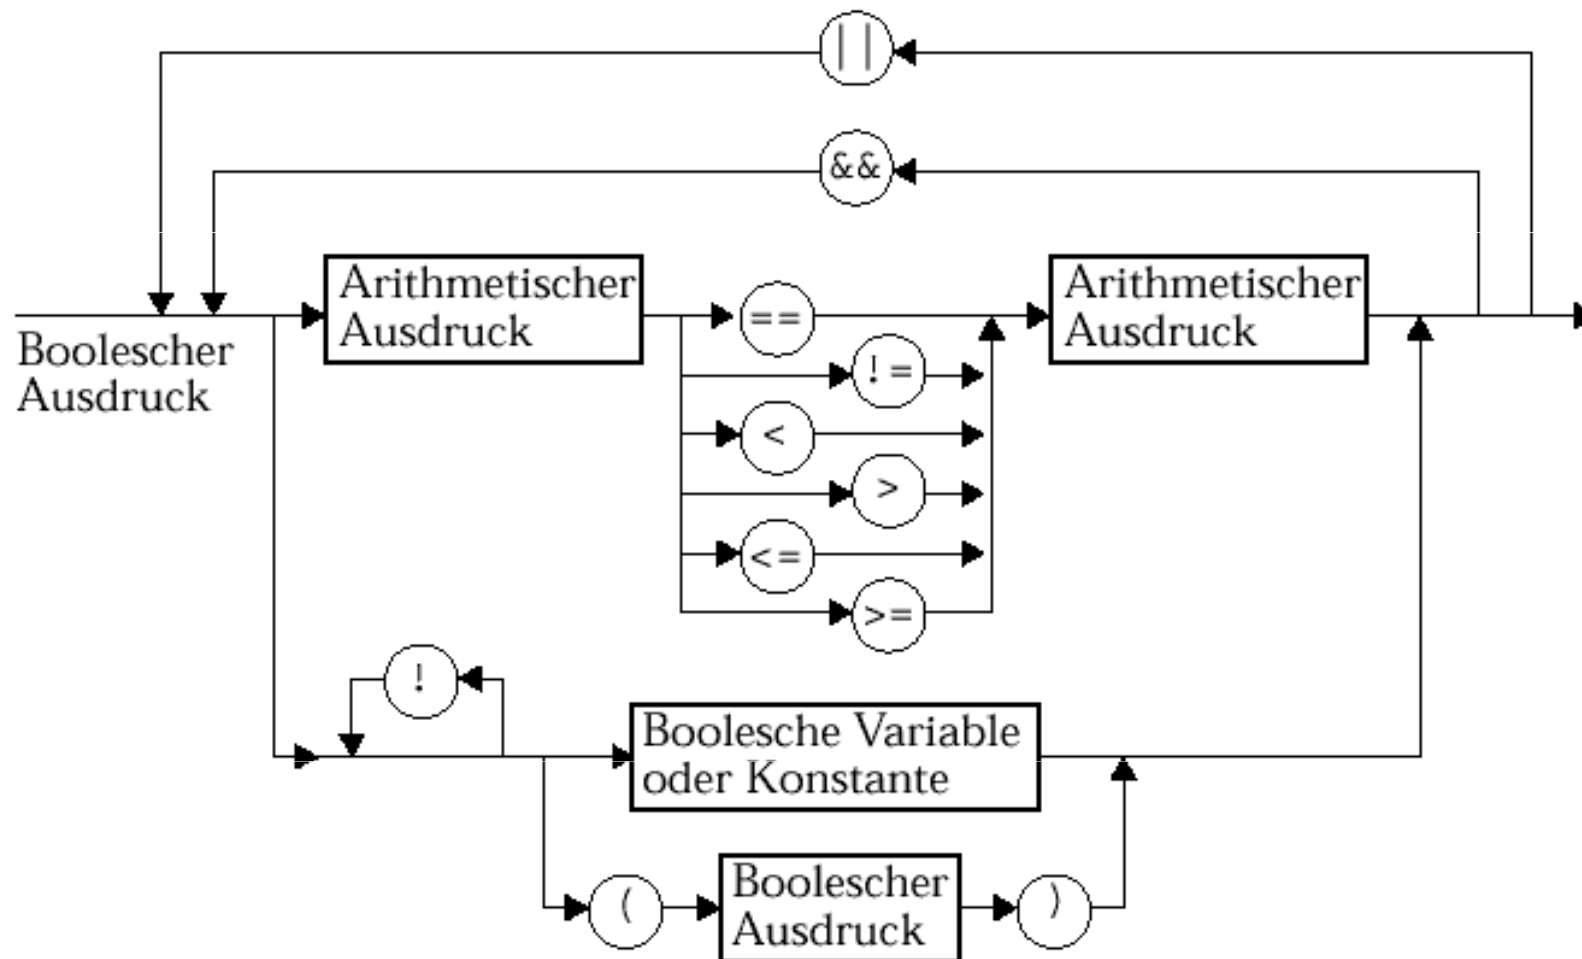 ||
&&
Arithmetischer
Ausdruck
==
Arithmetischer
Ausdruck
Boolescher
Ausdruck
!=
<
>
<=
>=
!
Boolesche Variable
oder Konstante
(
Boolescher
Ausdruck
)